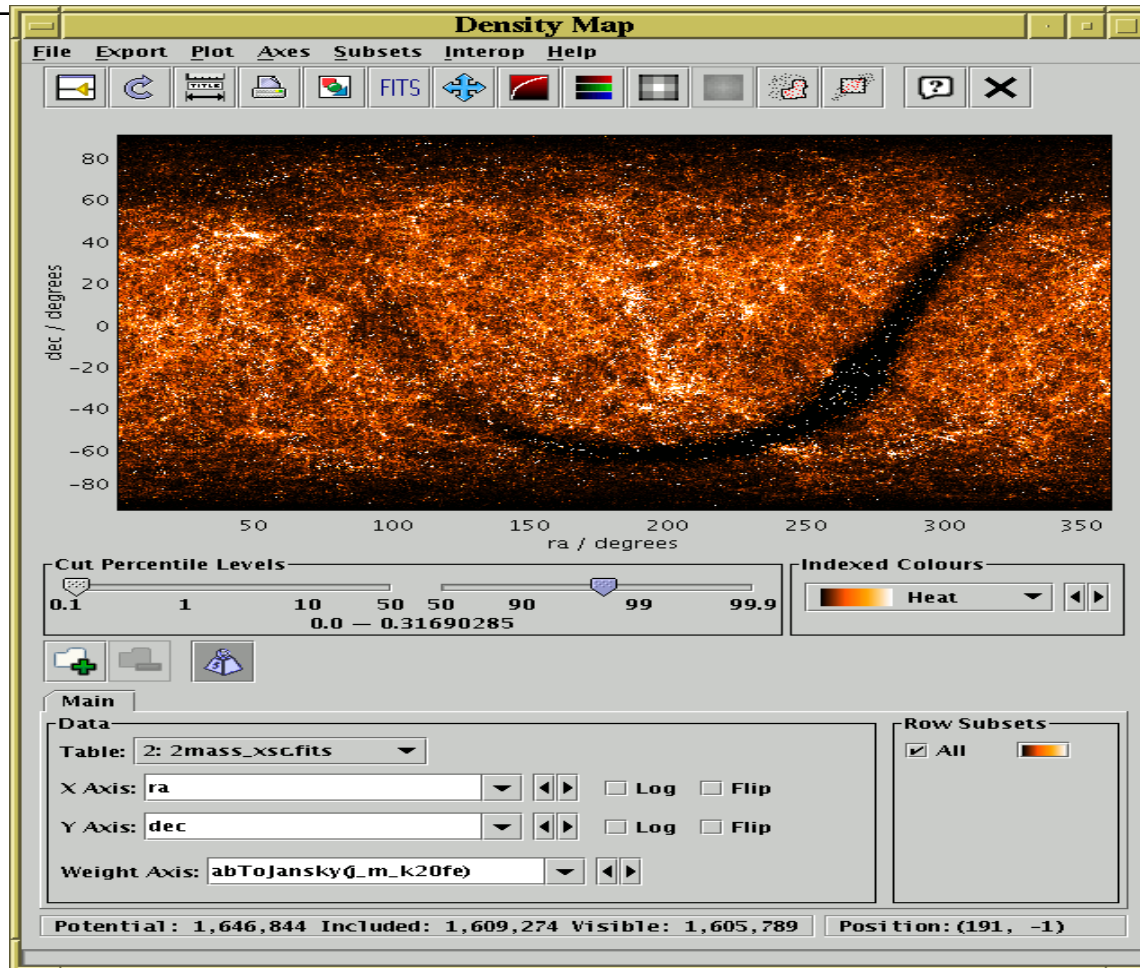 Density Map
File Export Plot Axes Subsets Interop Help
TITLE FITS ?
80
60
40
20
0
−20
−40
−60
−80
dec / degrees
50 100 150 200 250 300 350
ra / degrees
Cut Percentile Levels
0.1 1 10 50 50 90 99 99.9
0.0 — 0.31690285
Indexed Colours
Heat
Main
Data
Table: 2: 2mass_xsc.fits
X Axis: ra Log Flip
Y Axis: dec Log Flip
Weight Axis: abToJansky(j_m_k20fe)
Row Subsets
All
Potential: 1,646,844 Included: 1,609,274 Visible: 1,605,789 Position: (191, -1)